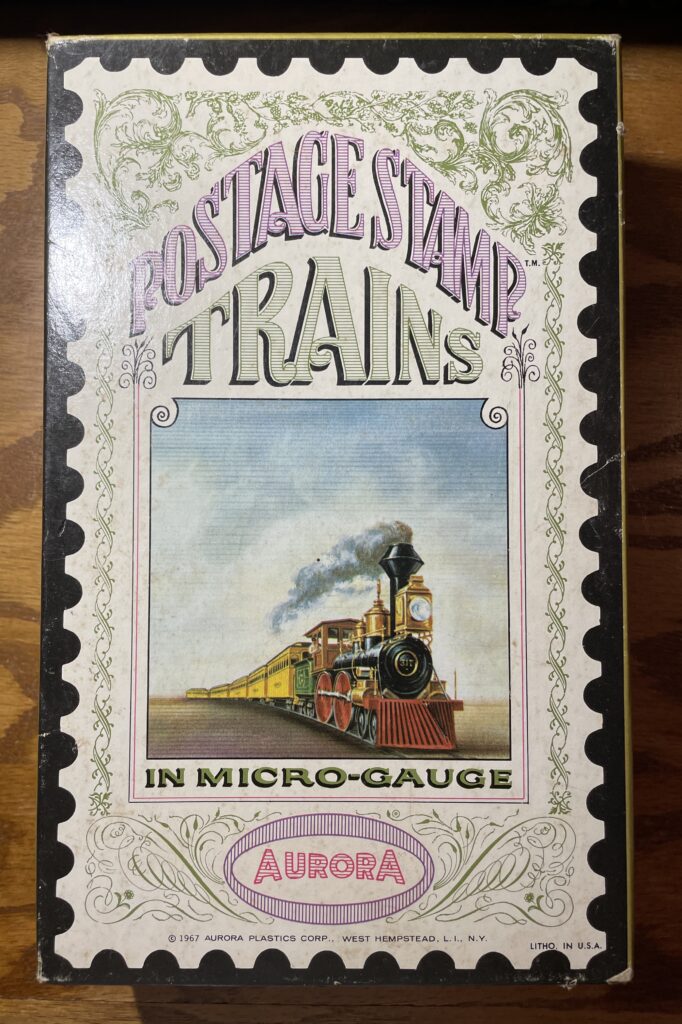 POSTAGE STAMP
T.M.
TRAINS
IN MICRO-GAUGE
AURORA
© 1967 AURORA PLASTICS CORP., WEST HEMPSTEAD, L. I., N. Y.
LITHO. IN U.S.A.